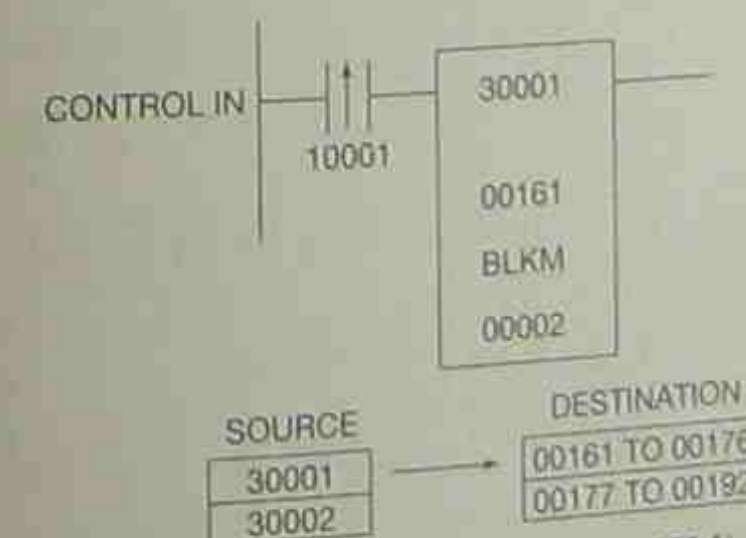 CONTROL IN
10001
30001
00161
BLKM
00002
SOURCE
30001
30002
DESTINATION
00161 TO 00176
00177 TO 00192